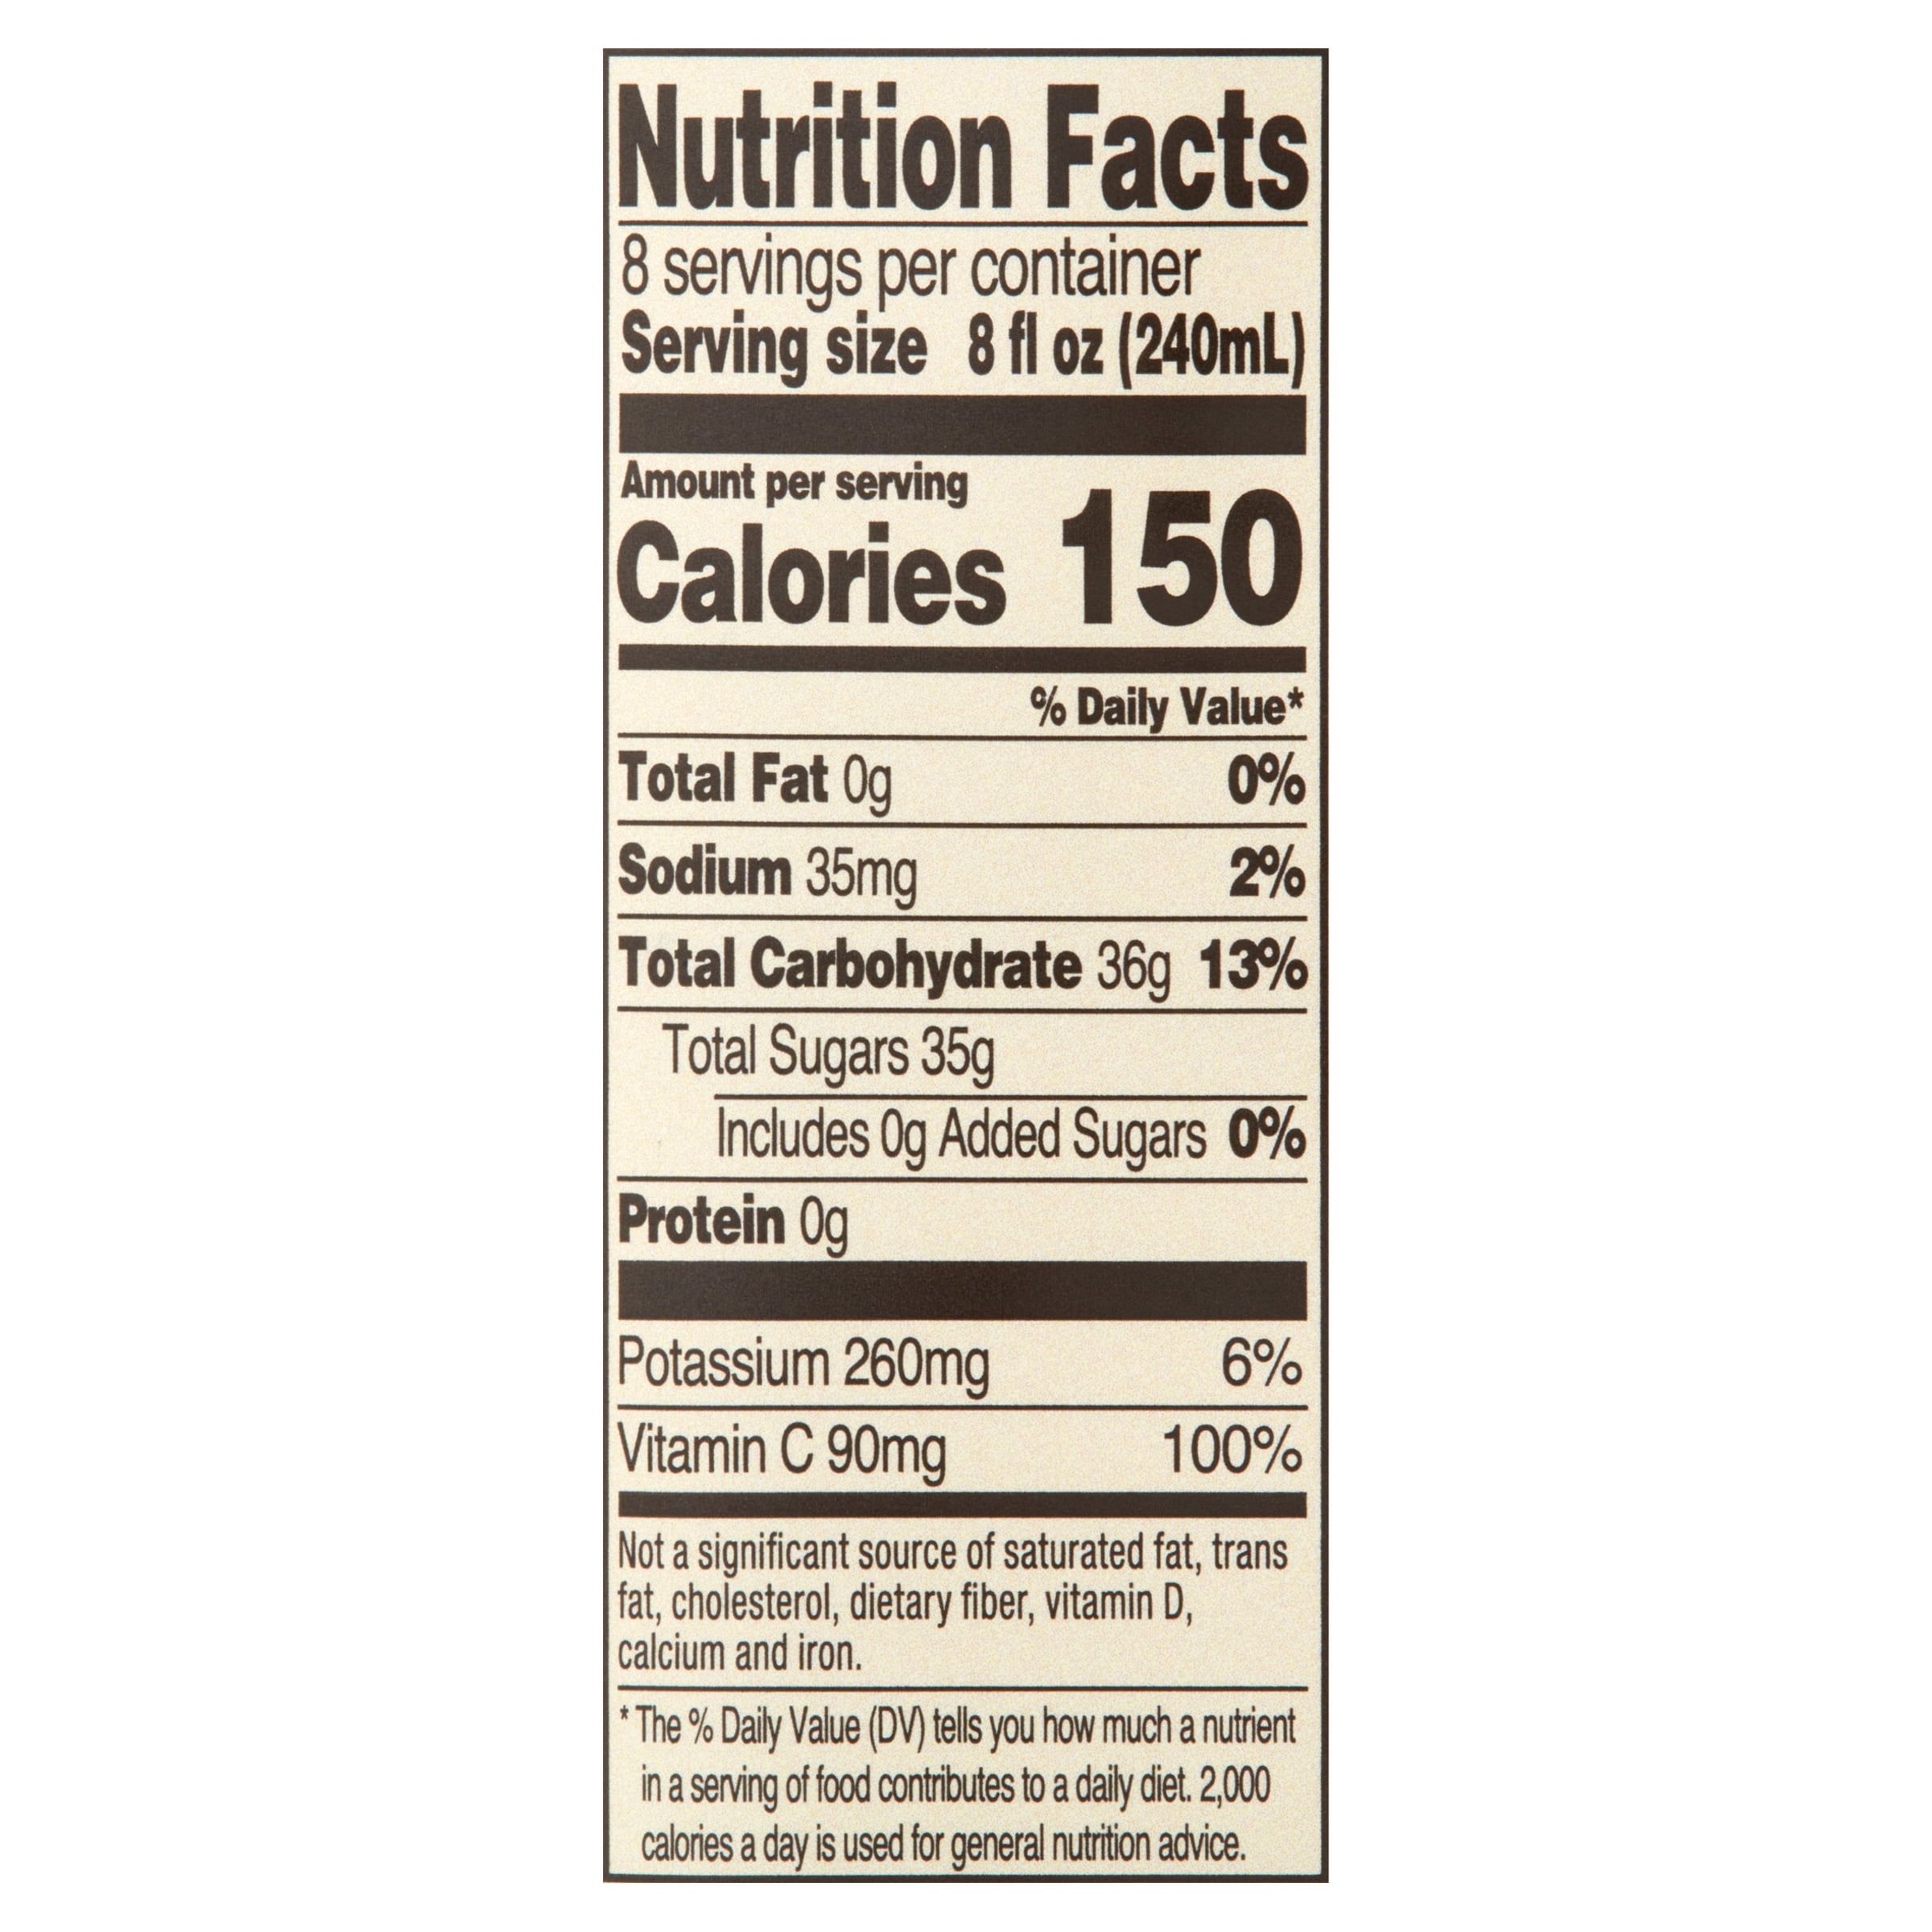 Nutrition Facts
8 servings per container
Serving size 8 fl oz (240mL)
Amount per serving
Calories 150
% Daily Value*
Total Fat 0g 0%
Sodium 35mg 2%
Total Carbohydrate 36g 13%
Total Sugars 35g
Includes 0g Added Sugars 0%
Protein 0g
Potassium 260mg 6%
Vitamin C 90mg 100%
Not a significant source of saturated fat, trans
fat, cholesterol, dietary fiber, vitamin D,
calcium and iron.
* The % Daily Value (DV) tells you how much a nutrient
in a serving of food contributes to a daily diet. 2,000
calories a day is used for general nutrition advice.